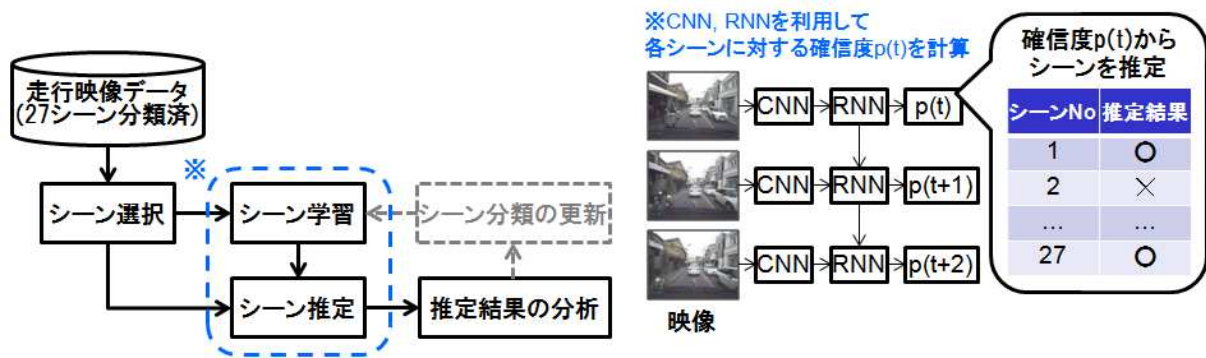 走行映像データ
(27シーン分類済)
※
シーン選択
シーン学習
シーン分類の更新
シーン推定
推定結果の分析
※CNN, RNNを利用して
各シーンに対する確信度p(t)を計算
CNN
RNN
p(t)
CNN
RNN
p(t+1)
CNN
RNN
p(t+2)
映像
確信度p(t)から
シーンを推定
シーンNo 推定結果
1 ○
2 ×
... ...
27 ○